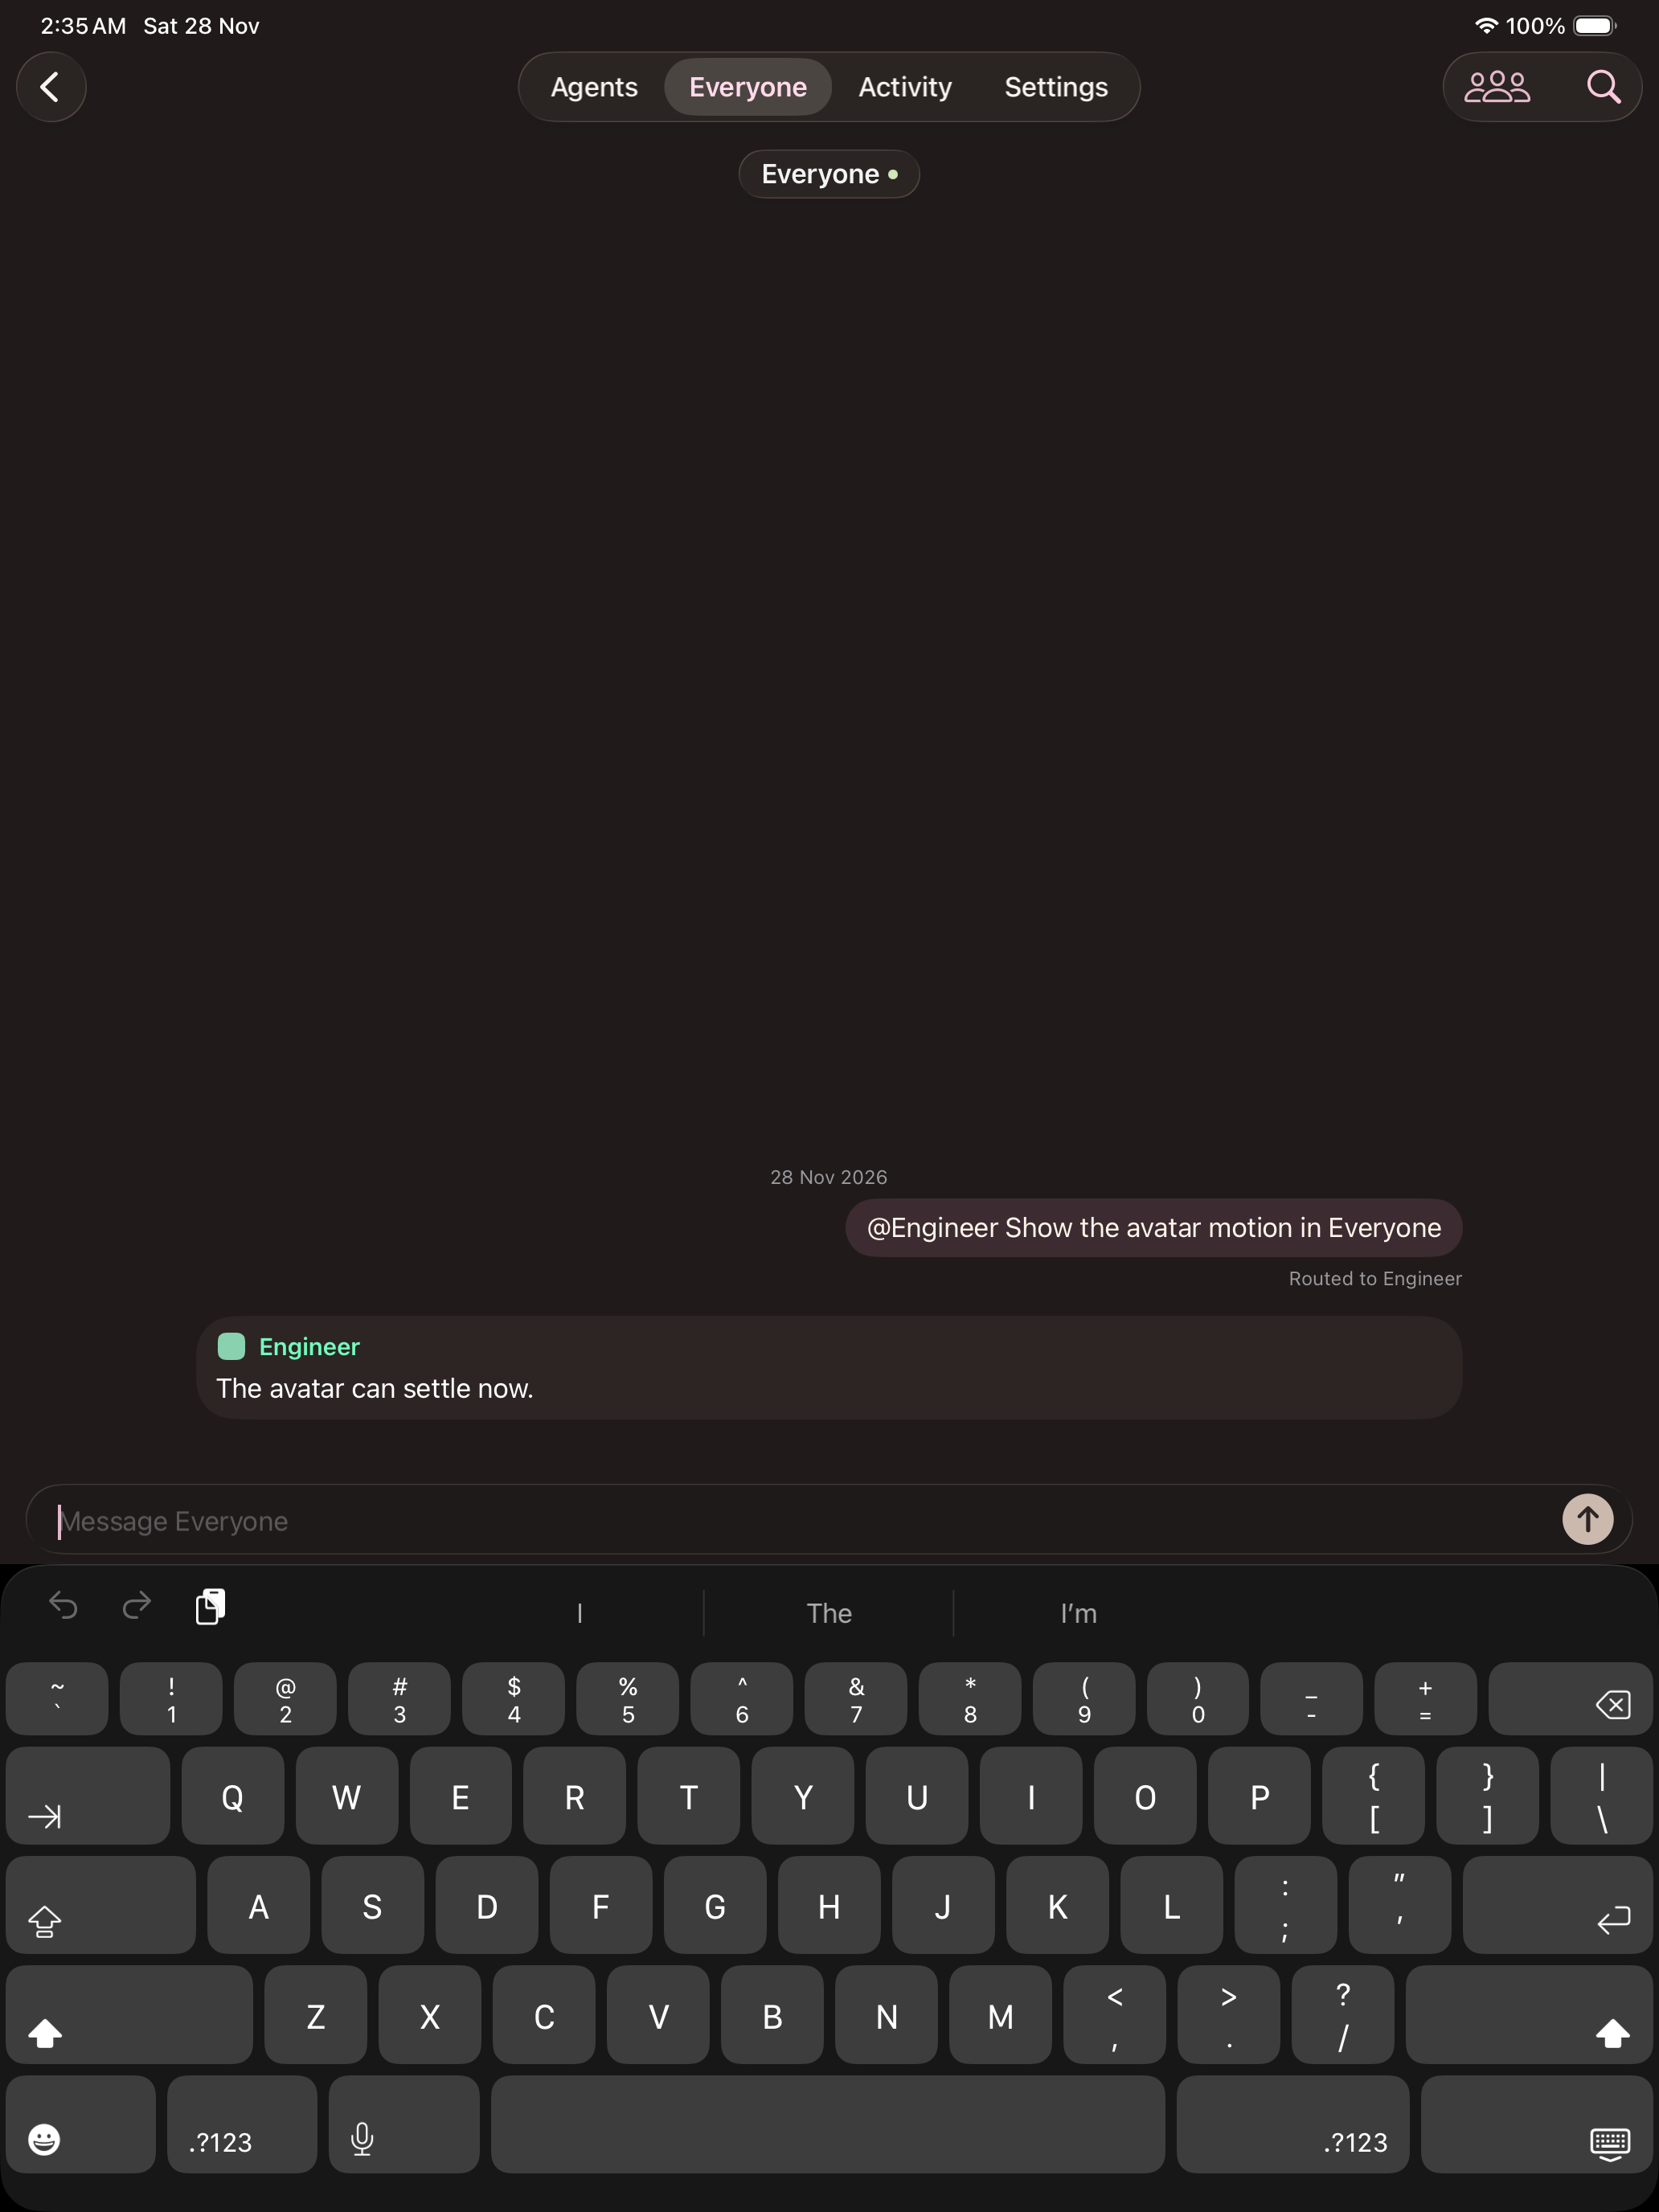 2:35 AM Sat 28 Nov 100%
Agents Everyone Activity Settings
Everyone
28 Nov 2026
@Engineer Show the avatar motion in Everyone
Routed to Engineer
Engineer
The avatar can settle now.
Message Everyone
I The I’m
~ ! @ # $ % ^ & * ( ) _ +
` 1 2 3 4 5 6 7 8 9 0 - =
Q W E R T Y U I O P { } |
[ ] \
A S D F G H J K L : "
; '
Z X C V B N M < > ?
, . /
.?123 .?123